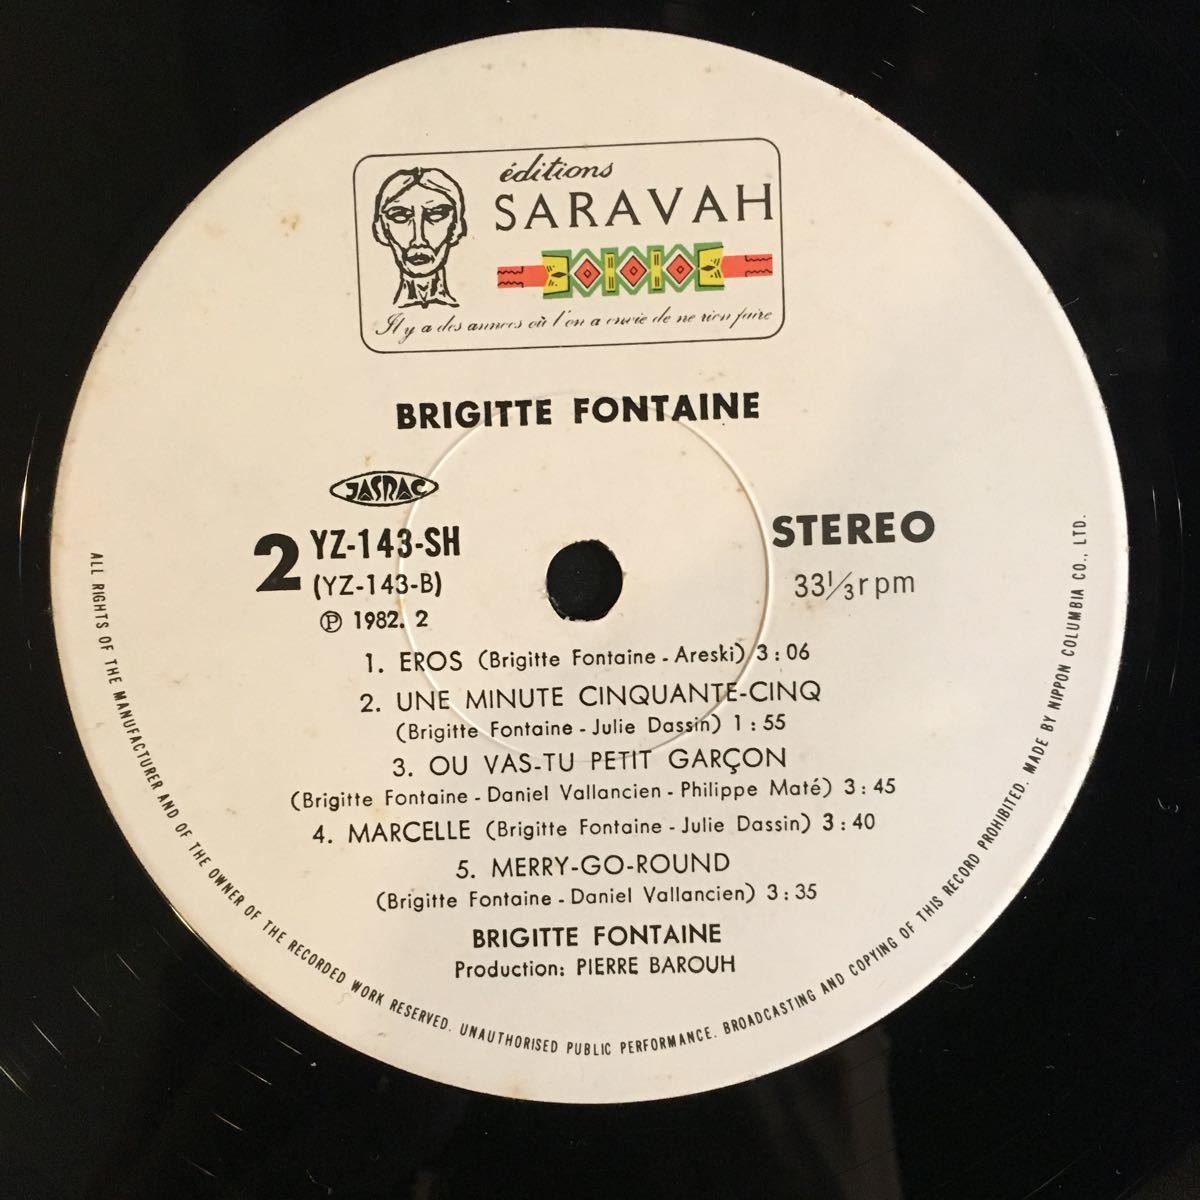 éditions
SARAVAH
Il y a des années où l'on a envie de ne rien faire
BRIGITTE FONTAINE
JASRAC
2 YZ-143-SH
(YZ-143-B)
Ⓟ 1982. 2
STEREO
33 1/3 rpm
1. EROS (Brigitte Fontaine - Areski) 3:06
2. UNE MINUTE CINQUANTE-CINQ
(Brigitte Fontaine - Julie Dassin) 1:55
3. OU VAS-TU PETIT GARÇON
(Brigitte Fontaine - Daniel Vallancien - Philippe Maté) 3:45
4. MARCELLE (Brigitte Fontaine - Julie Dassin) 3:40
5. MERRY-GO-ROUND
(Brigitte Fontaine - Daniel Vallancien) 3:35
BRIGITTE FONTAINE
Production: PIERRE BAROUH
ALL RIGHTS OF THE MANUFACTURER AND OF THE OWNER OF THE RECORDED WORK RESERVED. UNAUTHORISED PUBLIC PERFORMANCE. BROADCASTING AND COPYING OF THIS RECORD PROHIBITED. MADE BY NIPPON COLUMBIA CO., LTD.